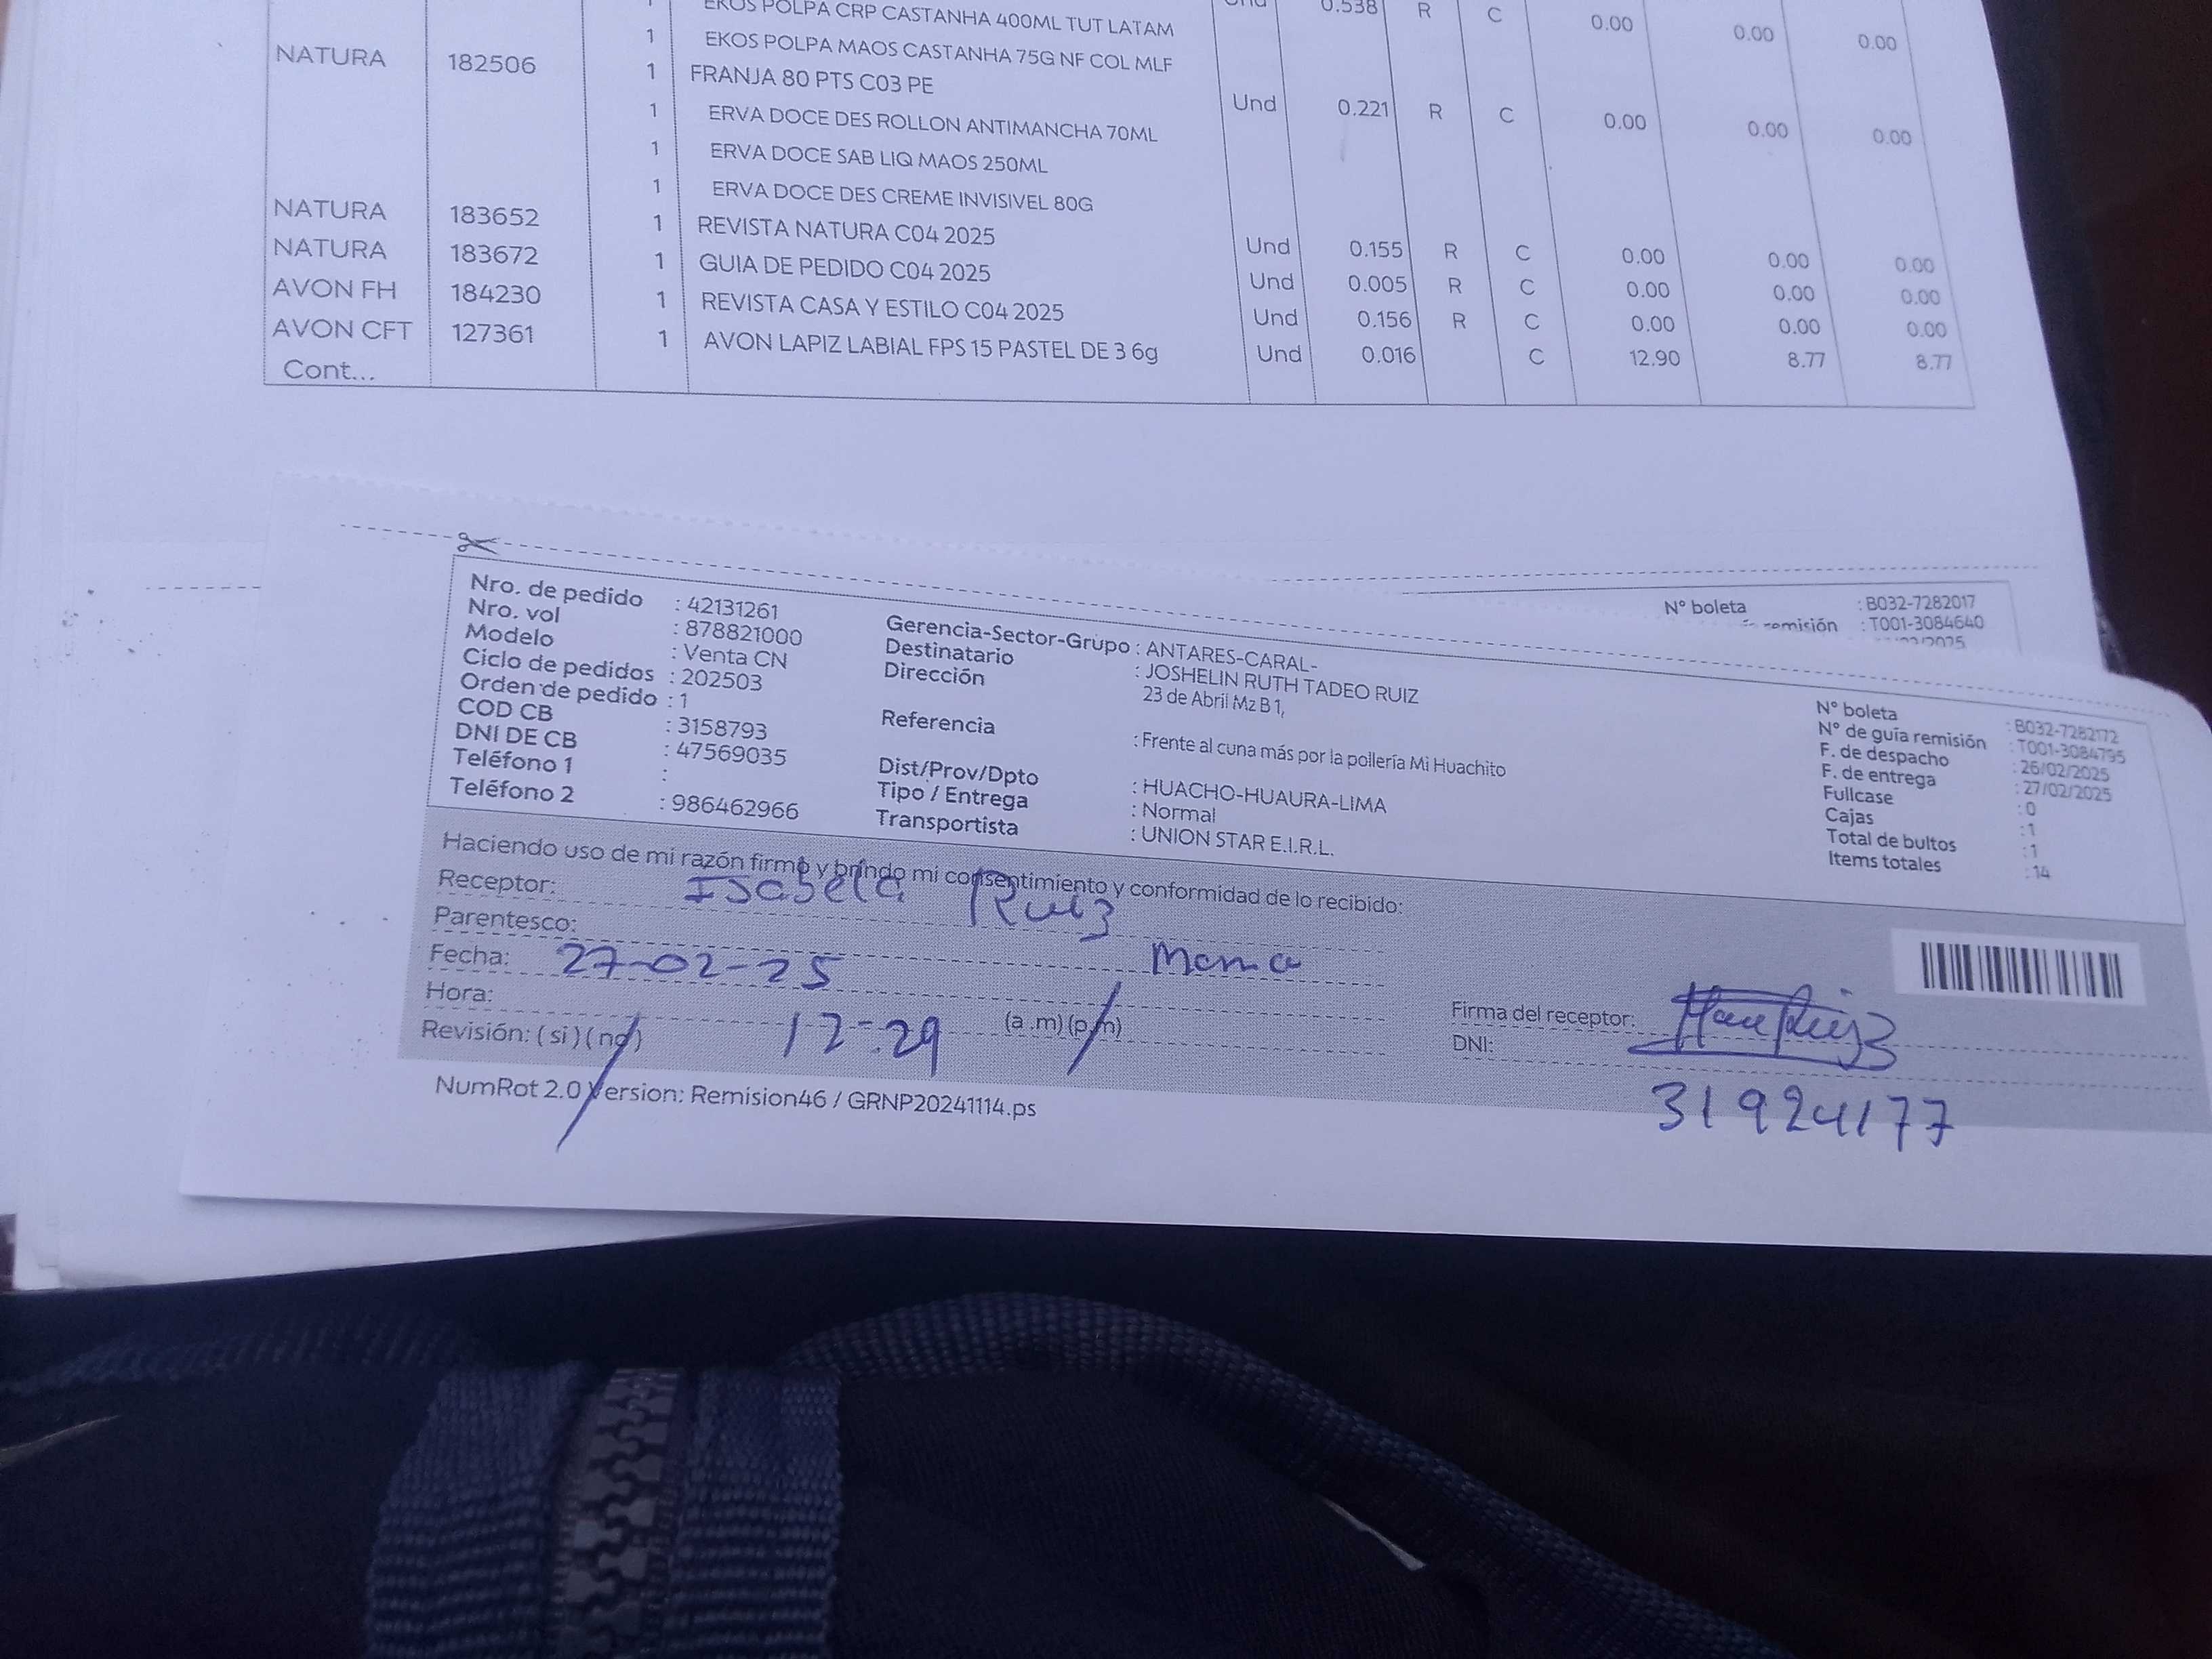 1 EKOS POLPA CRP CASTANHA 400ML TUT LATAM Und 0.538 R C 0.00 0.00 0.00
1 EKOS POLPA MAOS CASTANHA 75G NF COL MLF
NATURA 182506 1 FRANJA 80 PTS C03 PE Und 0.221 R C 0.00 0.00 0.00
1 ERVA DOCE DES ROLLON ANTIMANCHA 70ML
1 ERVA DOCE SAB LIQ MAOS 250ML
1 ERVA DOCE DES CREME INVISIVEL 80G
NATURA 183652 1 REVISTA NATURA C04 2025 Und 0.155 R C 0.00 0.00 0.00
NATURA 183672 1 GUIA DE PEDIDO C04 2025 Und 0.005 R C 0.00 0.00 0.00
AVON FH 184230 1 REVISTA CASA Y ESTILO C04 2025 Und 0.156 R C 0.00 0.00 0.00
AVON CFT 127361 1 AVON LAPIZ LABIAL FPS 15 PASTEL DE 3 6g Und 0.016 C 12.90 8.77 8.77
Cont...
N° boleta : B032-7282017
remisión : T001-3084640
Nro. de pedido : 42131261
Nro. vol : 878821000
Modelo : Venta CN
Ciclo de pedidos : 202503
Orden de pedido : 1
COD CB : 3158793
DNI DE CB : 47569035
Teléfono 1 :
Teléfono 2 : 986462966
Gerencia-Sector-Grupo : ANTARES-CARAL-
Destinatario : JOSHELIN RUTH TADEO RUIZ
Dirección 23 de Abril Mz B 1,
Referencia : Frente al cuna más por la pollería Mi Huachito
Dist/Prov/Dpto : HUACHO-HUAURA-LIMA
Tipo / Entrega : Normal
Transportista : UNION STAR E.I.R.L.
N° boleta : B032-7282172
N° de guía remisión : T001-3084795
F. de despacho : 26/02/2025
F. de entrega : 27/02/2025
Fullcase : 0
Cajas : 1
Total de bultos : 1
Items totales : 14
Haciendo uso de mi razón firmo y brindo mi consentimiento y conformidad de lo recibido:
Receptor: Isabela Ruiz
Parentesco: Mama
Fecha: 27-02-25
Hora: 12:29 (a .m) (p.m)
Revisión: ( si ) ( no )
Firma del receptor:
DNI: 31924177
NumRot 2.0 Version: Remision46 / GRNP20241114.ps